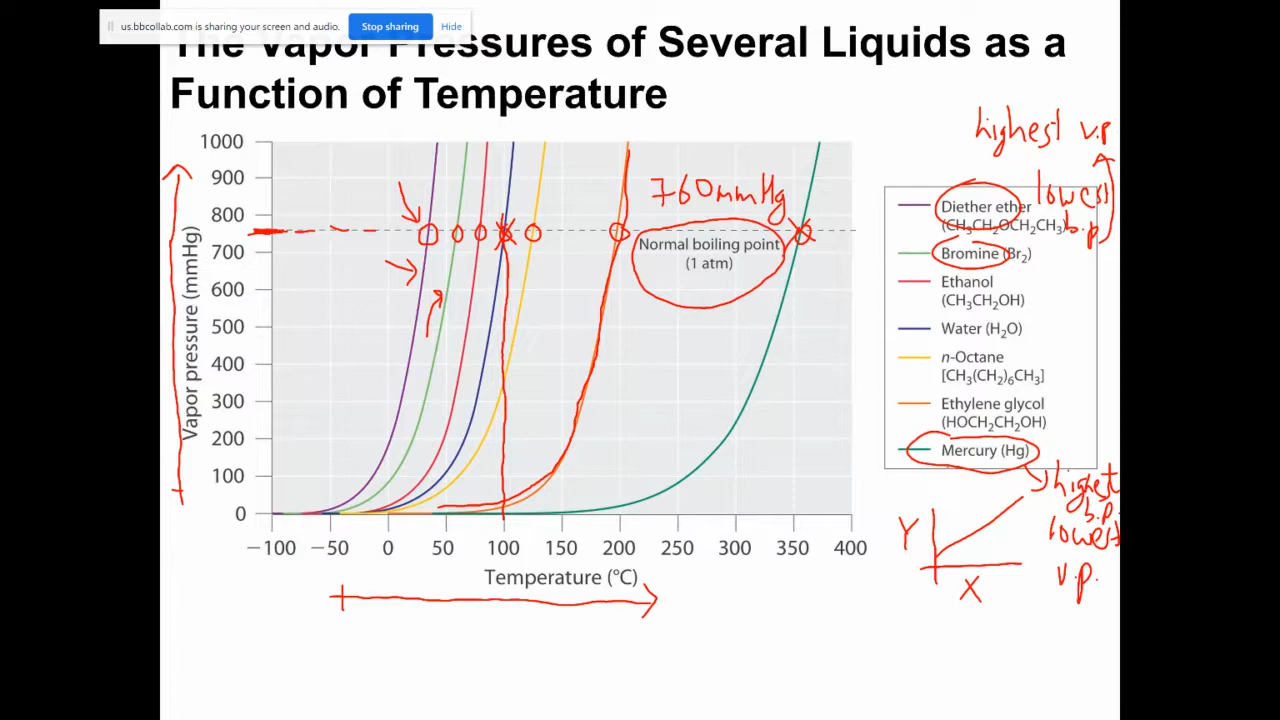 us.bbcollab.com is sharing your screen and audio. Stop sharing Hide
The Vapor Pressures of Several Liquids as a
Function of Temperature
highest v.p
1000
900
800
700
600
500
400
300
200
100
0
Vapor pressure (mmHg)
760mmHg
Normal boiling point
(1 atm)
−100 −50 0 50 100 150 200 250 300 350 400
Temperature (°C)
lowest
b.p
Diether ether
(CH₃CH₂OCH₂CH₃)
Bromine (Br₂)
Ethanol
(CH₃CH₂OH)
Water (H₂O)
n-Octane
[CH₃(CH₂)₆CH₃]
Ethylene glycol
(HOCH₂CH₂OH)
Mercury (Hg)
highest
b.p.
lowest
v.p.
Y
X